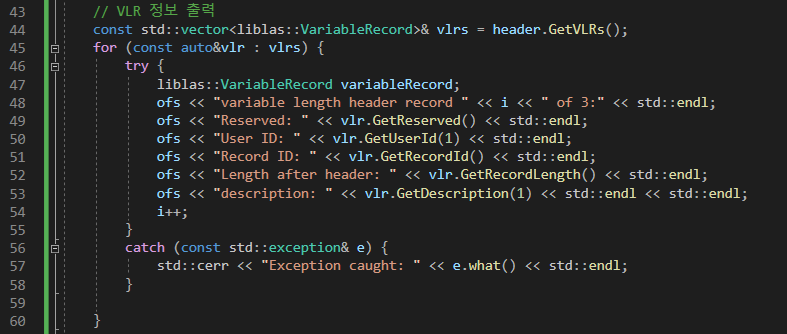 43 // VLR 정보 출력
44 const std::vector<liblas::VariableRecord>& vlrs = header.GetVLRs();
45 for (const auto&vlr : vlrs) {
46 try {
47 liblas::VariableRecord variableRecord;
48 ofs << "variable length header record " << i << " of 3:" << std::endl;
49 ofs << "Reserved: " << vlr.GetReserved() << std::endl;
50 ofs << "User ID: " << vlr.GetUserId(1) << std::endl;
51 ofs << "Record ID: " << vlr.GetRecordId() << std::endl;
52 ofs << "Length after header: " << vlr.GetRecordLength() << std::endl;
53 ofs << "description: " << vlr.GetDescription(1) << std::endl << std::endl;
54 i++;
55 }
56 catch (const std::exception& e) {
57 std::cerr << "Exception caught: " << e.what() << std::endl;
58 }
59
60 }